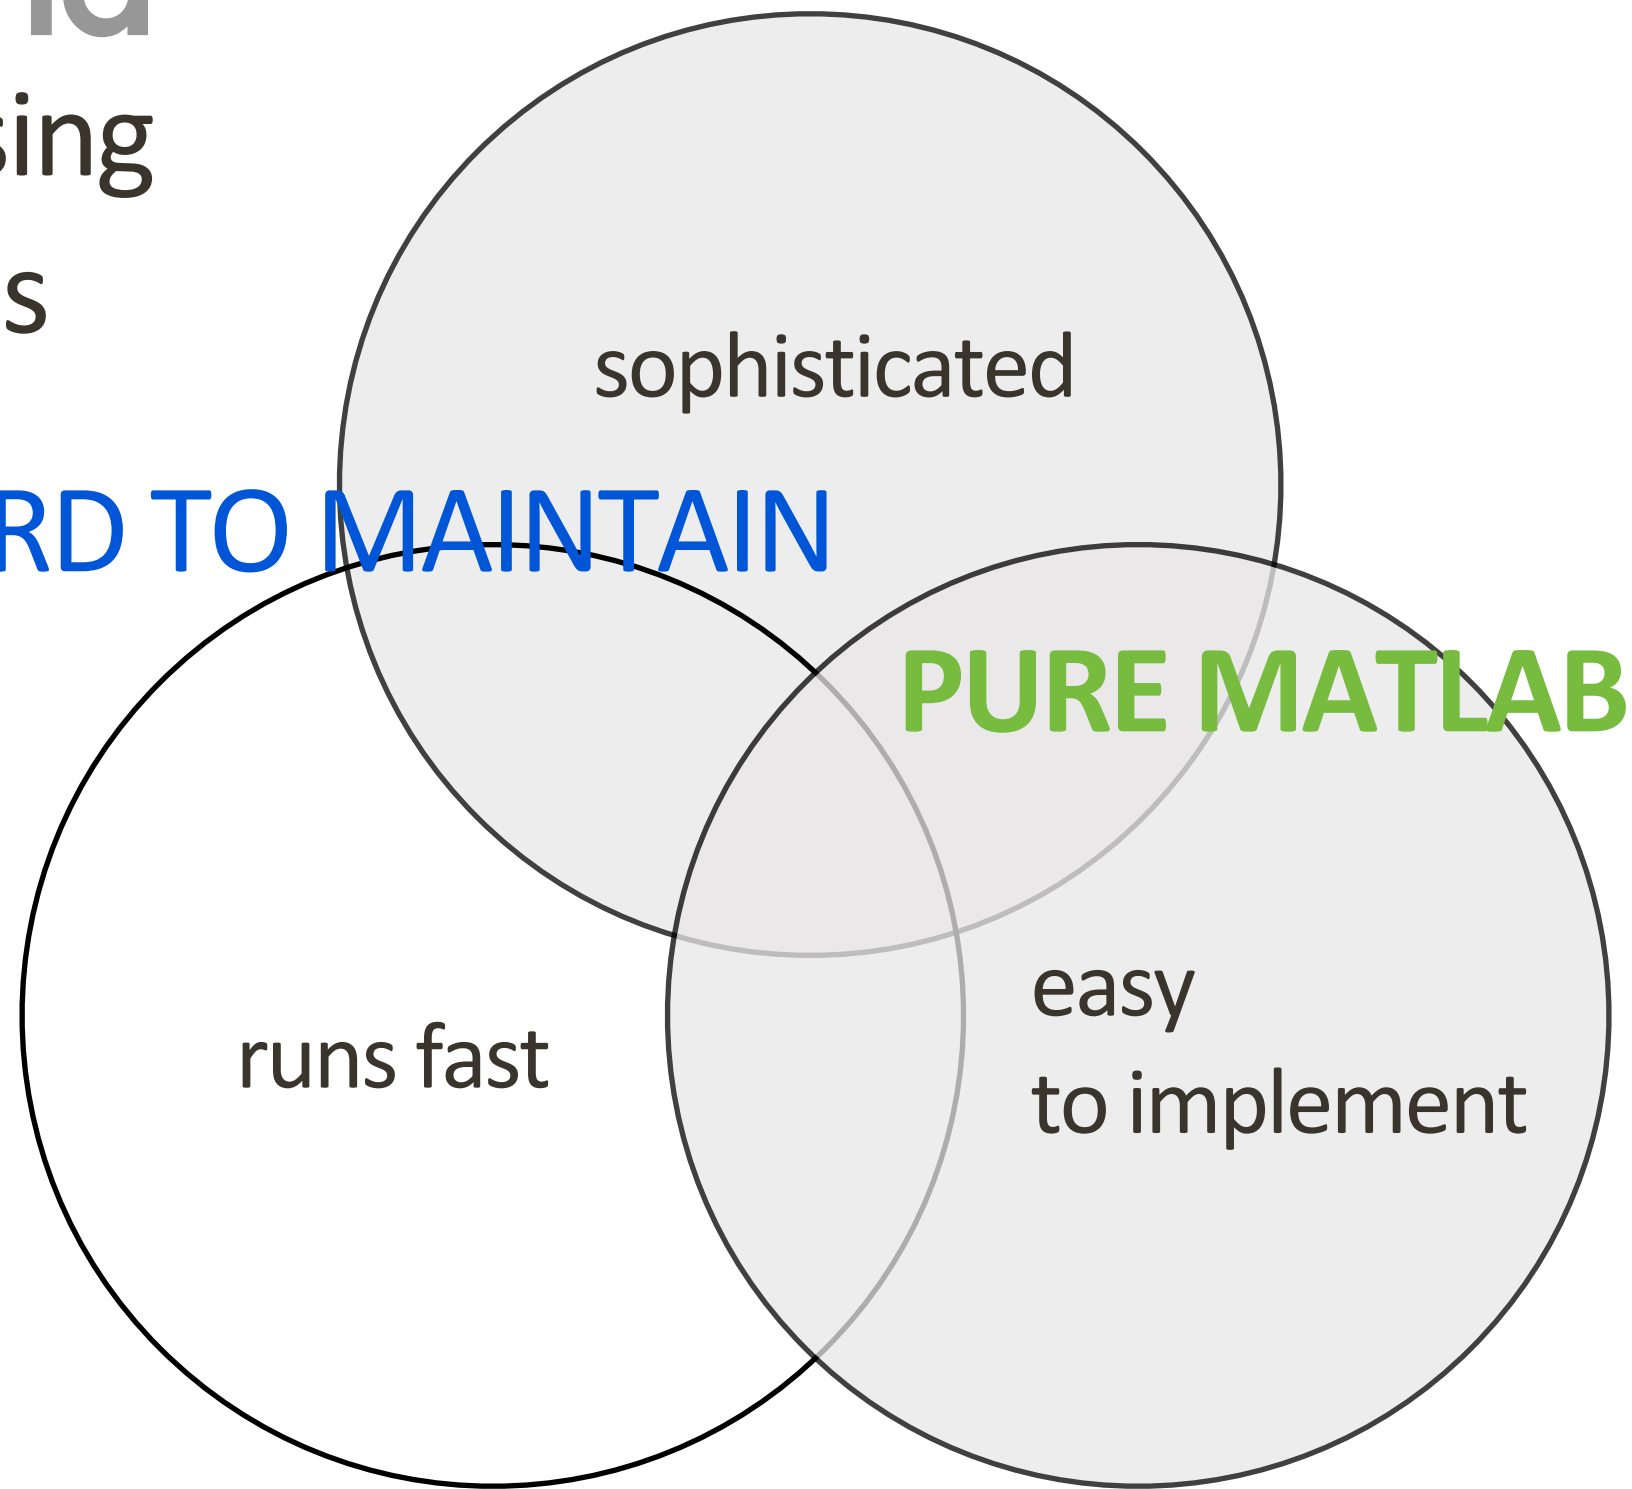 sing
s
sophisticated
RD TO MAINTAIN
PURE MATLAB
easy
runs fast
to implement